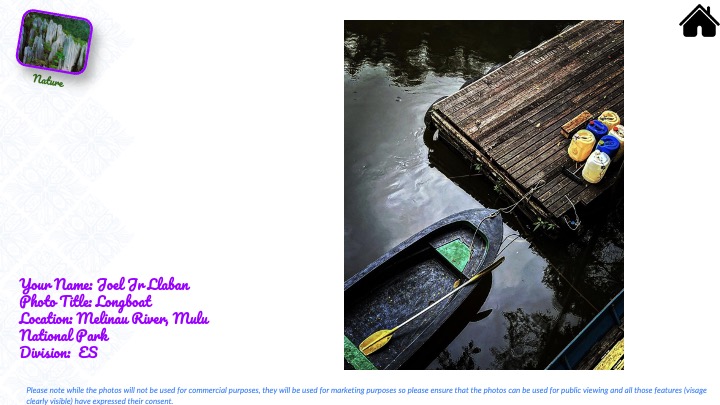 Nature
Your Name: Joel Jr Llaban
Photo Title: Longboat
Location: Melinau River, Mulu
National Park
Division:  ES
Please note while the photos will not be used for commercial purposes, they will be used for marketing purposes so please ensure that the photos can be used for public viewing and all those features (visage
clearly visible) have expressed their consent.